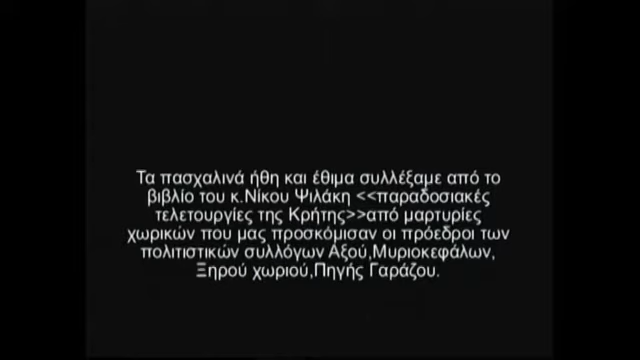 Τα πασχαλινά ήθη και έθιμα συλλέξαμε από το
βιβλίο του κ.Νίκου Ψιλάκη <<παραδοσιακές
τελετουργίες της Κρήτης>>από μαρτυρίες
χωρικών που μας προσκόμισαν οι πρόεδροι των
πολιτιστικών συλλόγων Αξού,Μυριοκεφάλων,
Ξηρού χωριού,Πηγής Γαράζου.